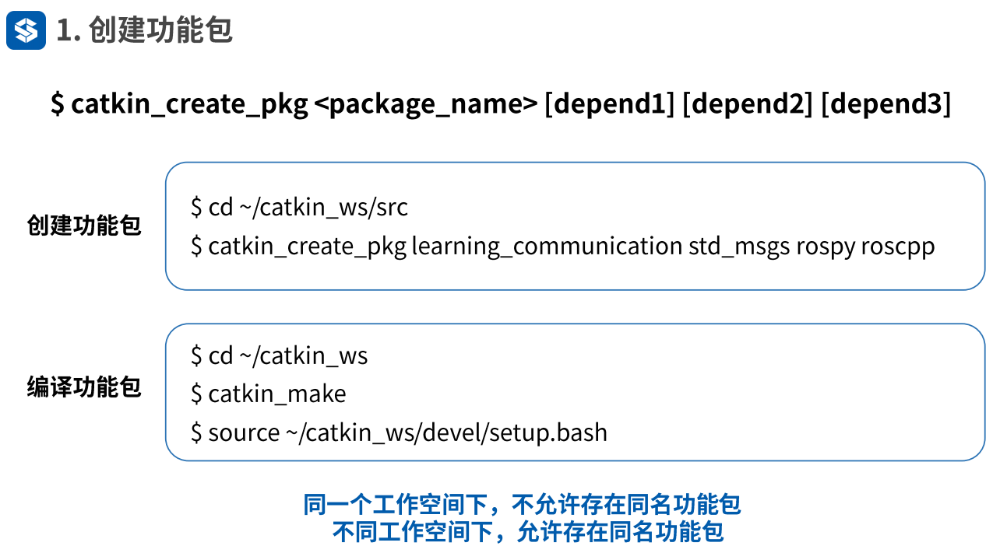 1. 创建功能包
$ catkin_create_pkg <package_name> [depend1] [depend2] [depend3]
创建功能包
$ cd ~/catkin_ws/src
$ catkin_create_pkg learning_communication std_msgs rospy roscpp
编译功能包
$ cd ~/catkin_ws
$ catkin_make
$ source ~/catkin_ws/devel/setup.bash
同一个工作空间下，不允许存在同名功能包
不同工作空间下，允许存在同名功能包